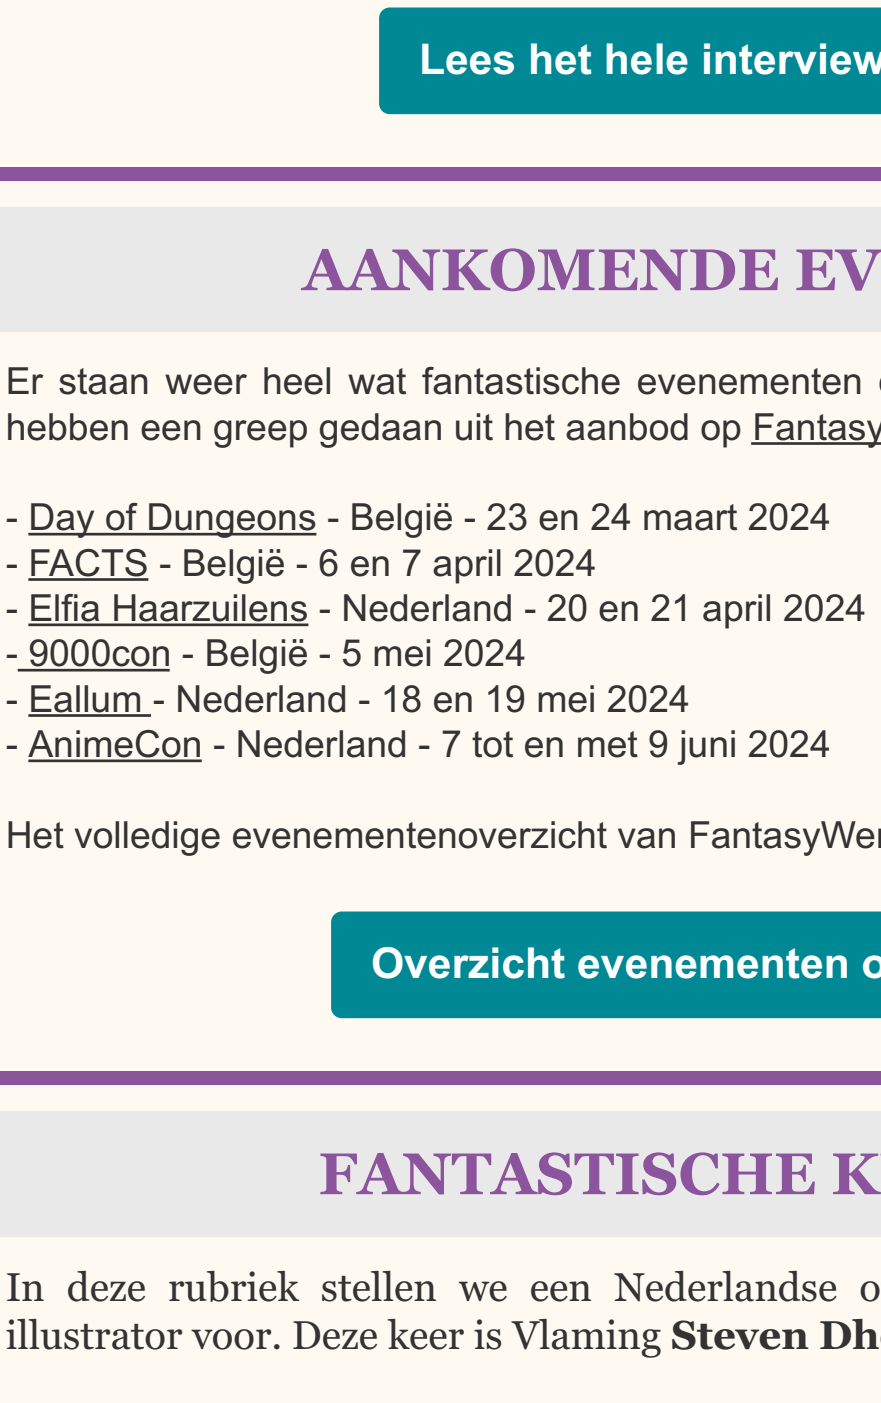 Lees het hele interview
AANKOMENDE EV
Er staan weer heel wat fantastische evenementen
hebben een greep gedaan uit het aanbod op Fantasy
- Day of Dungeons - België - 23 en 24 maart 2024
- FACTS - België - 6 en 7 april 2024
- Elfia Haarzuilens - Nederland - 20 en 21 april 2024
- 9000con - België - 5 mei 2024
- Eallum - Nederland - 18 en 19 mei 2024
- AnimeCon - Nederland - 7 tot en met 9 juni 2024
Het volledige evenementenoverzicht van FantasyWer
Overzicht evenementen o
FANTASTISCHE K
In deze rubriek stellen we een Nederlandse o
illustrator voor. Deze keer is Vlaming Steven Dh